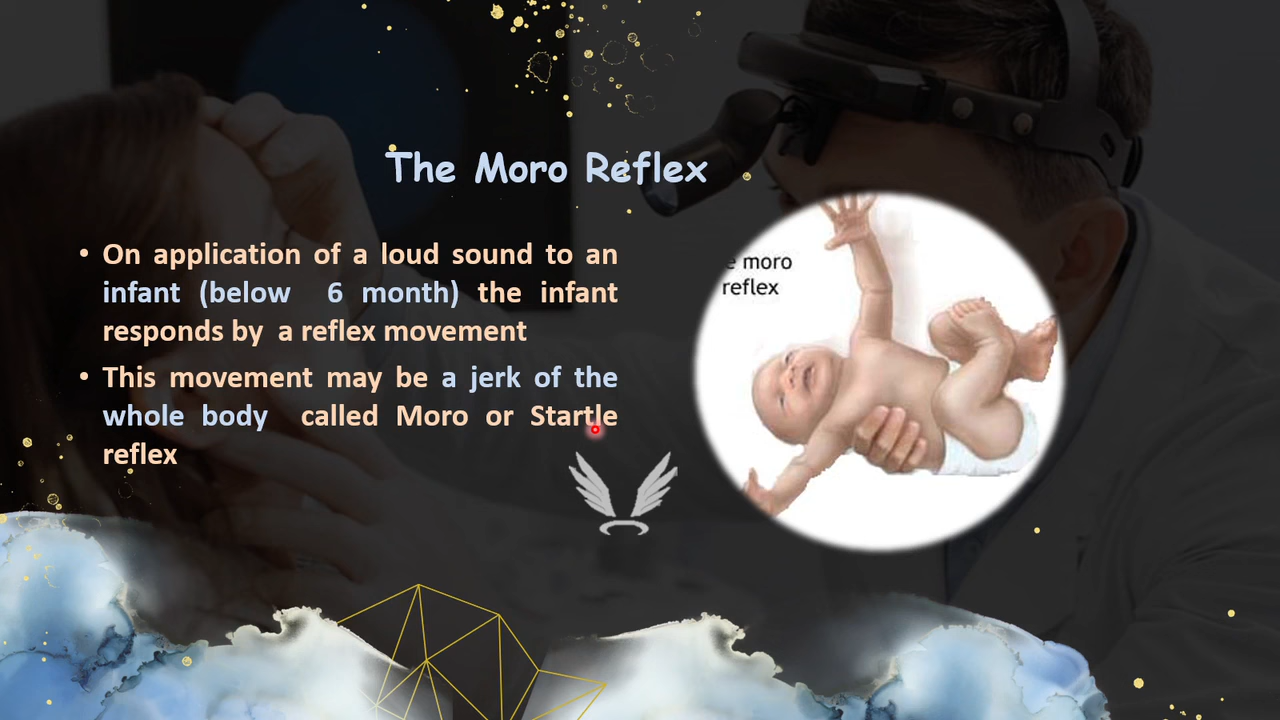 The Moro Reflex
• On application of a loud sound to an
infant (below 6 month) the infant
responds by a reflex movement
• This movement may be a jerk of the
whole body called Moro or Startle
reflex
e moro
reflex